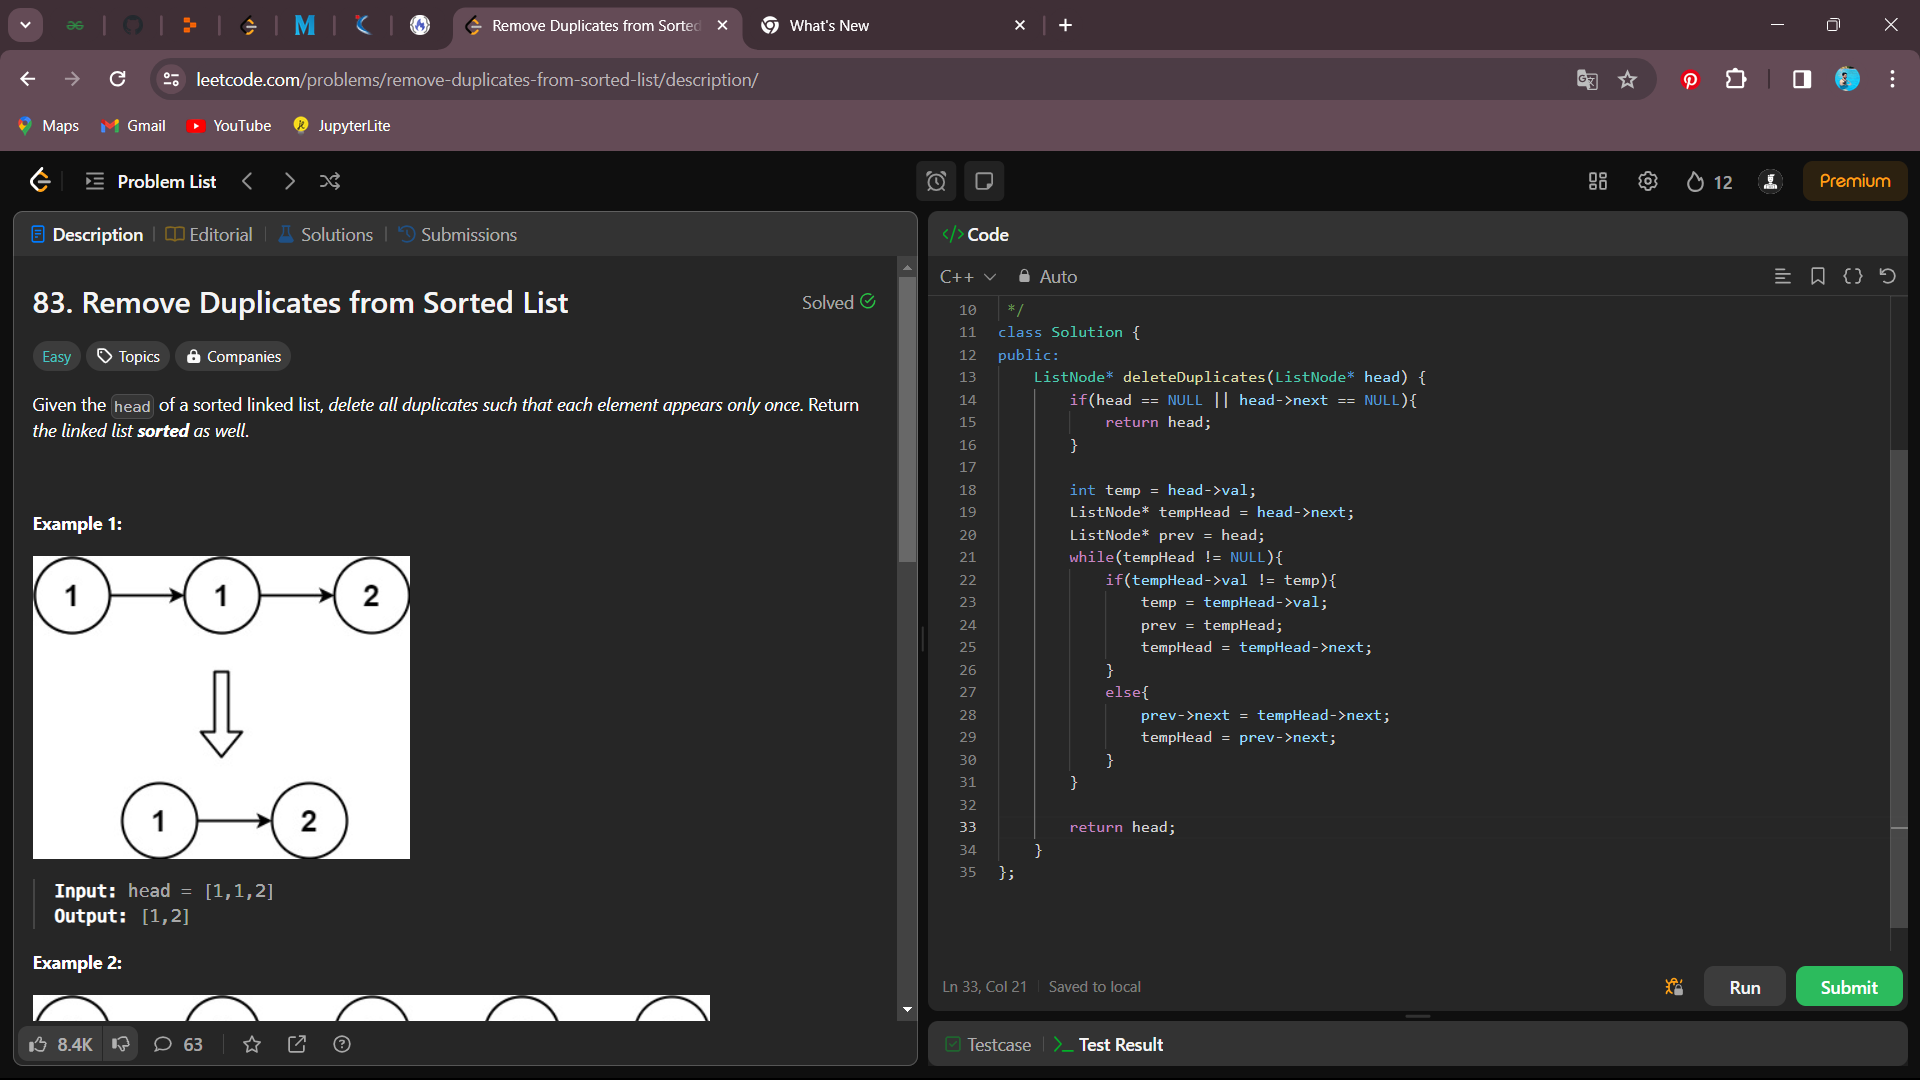 Remove Duplicates from Sorted
What's New
leetcode.com/problems/remove-duplicates-from-sorted-list/description/
Maps
Gmail
YouTube
JupyterLite
Problem List
12
Premium
Description
Editorial
Solutions
Submissions
83. Remove Duplicates from Sorted List
Solved
Easy
Topics
Companies
Given the head of a sorted linked list, delete all duplicates such that each element appears only once. Return
the linked list sorted as well.
Example 1:
1 1 2
1 2
Input: head = [1,1,2]
Output: [1,2]
Example 2:
8.4K
63
</> Code
C++
Auto
10 */
11 class Solution {
12 public:
13 ListNode* deleteDuplicates(ListNode* head) {
14 if(head == NULL || head->next == NULL){
15 return head;
16 }
17
18 int temp = head->val;
19 ListNode* tempHead = head->next;
20 ListNode* prev = head;
21 while(tempHead != NULL){
22 if(tempHead->val != temp){
23 temp = tempHead->val;
24 prev = tempHead;
25 tempHead = tempHead->next;
26 }
27 else{
28 prev->next = tempHead->next;
29 tempHead = prev->next;
30 }
31 }
32
33 return head;
34 }
35 };
Ln 33, Col 21
Saved to local
Run
Submit
Testcase
Test Result